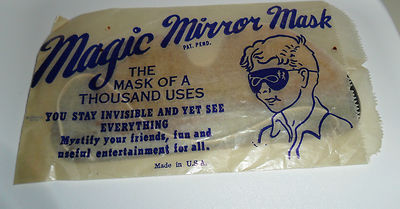 Magic Mirror Mask
PAT. PEND.
THE
MASK OF A
THOUSAND USES
YOU STAY INVISIBLE AND YET SEE
EVERYTHING
Mystify your friends, fun and
useful entertainment for all.
Made in U.S.A.